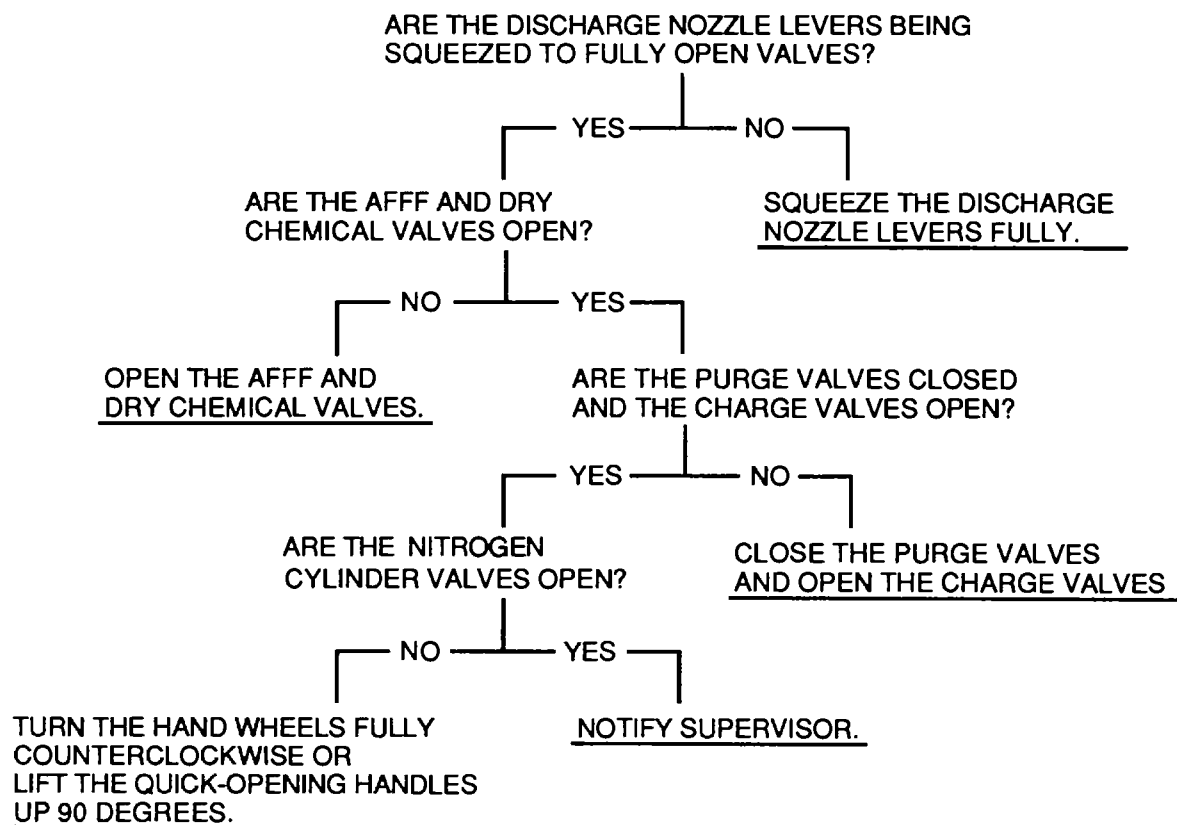 ARE THE DISCHARGE NOZZLE LEVERS BEING
SQUEEZED TO FULLY OPEN VALVES?
YES
NO
ARE THE AFFF AND DRY
CHEMICAL VALVES OPEN?
SQUEEZE THE DISCHARGE
NOZZLE LEVERS FULLY.
NO
YES
OPEN THE AFFF AND
DRY CHEMICAL VALVES.
ARE THE PURGE VALVES CLOSED
AND THE CHARGE VALVES OPEN?
YES
NO
ARE THE NITROGEN
CYLINDER VALVES OPEN?
CLOSE THE PURGE VALVES
AND OPEN THE CHARGE VALVES
NO
YES
TURN THE HAND WHEELS FULLY
COUNTERCLOCKWISE OR
LIFT THE QUICK-OPENING HANDLES
UP 90 DEGREES.
NOTIFY SUPERVISOR.